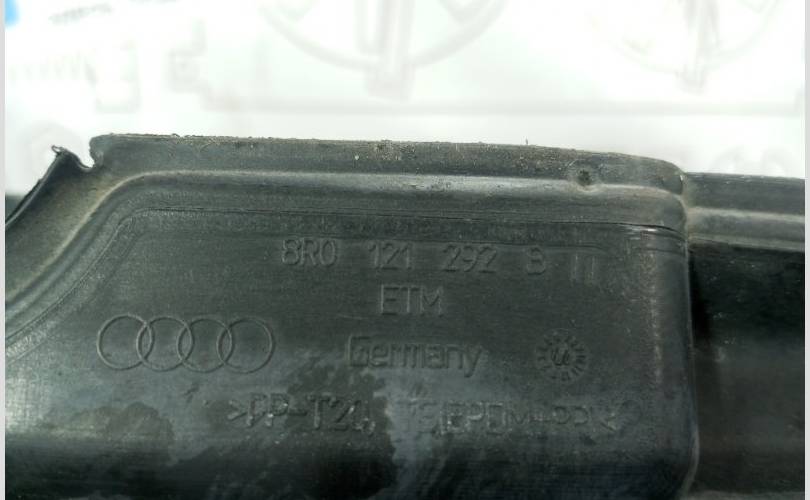 8R0 121 292 B
ETM
Germany
>PP-T20,